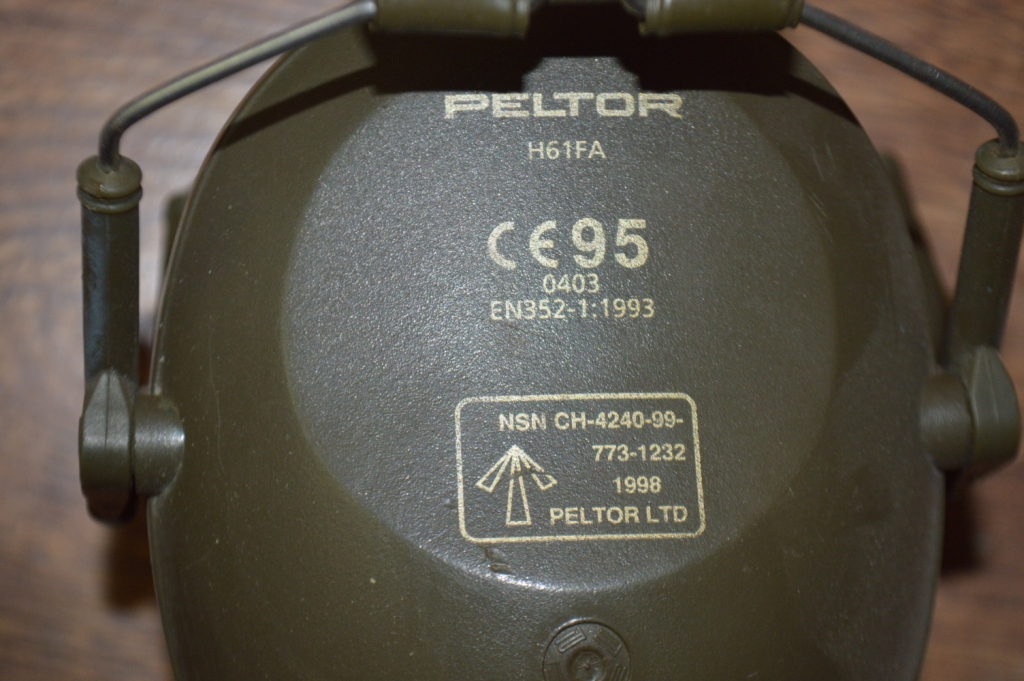 PELTOR
H61FA
CE95
0403
EN352-1:1993
NSN CH-4240-99-
773-1232
1998
PELTOR LTD